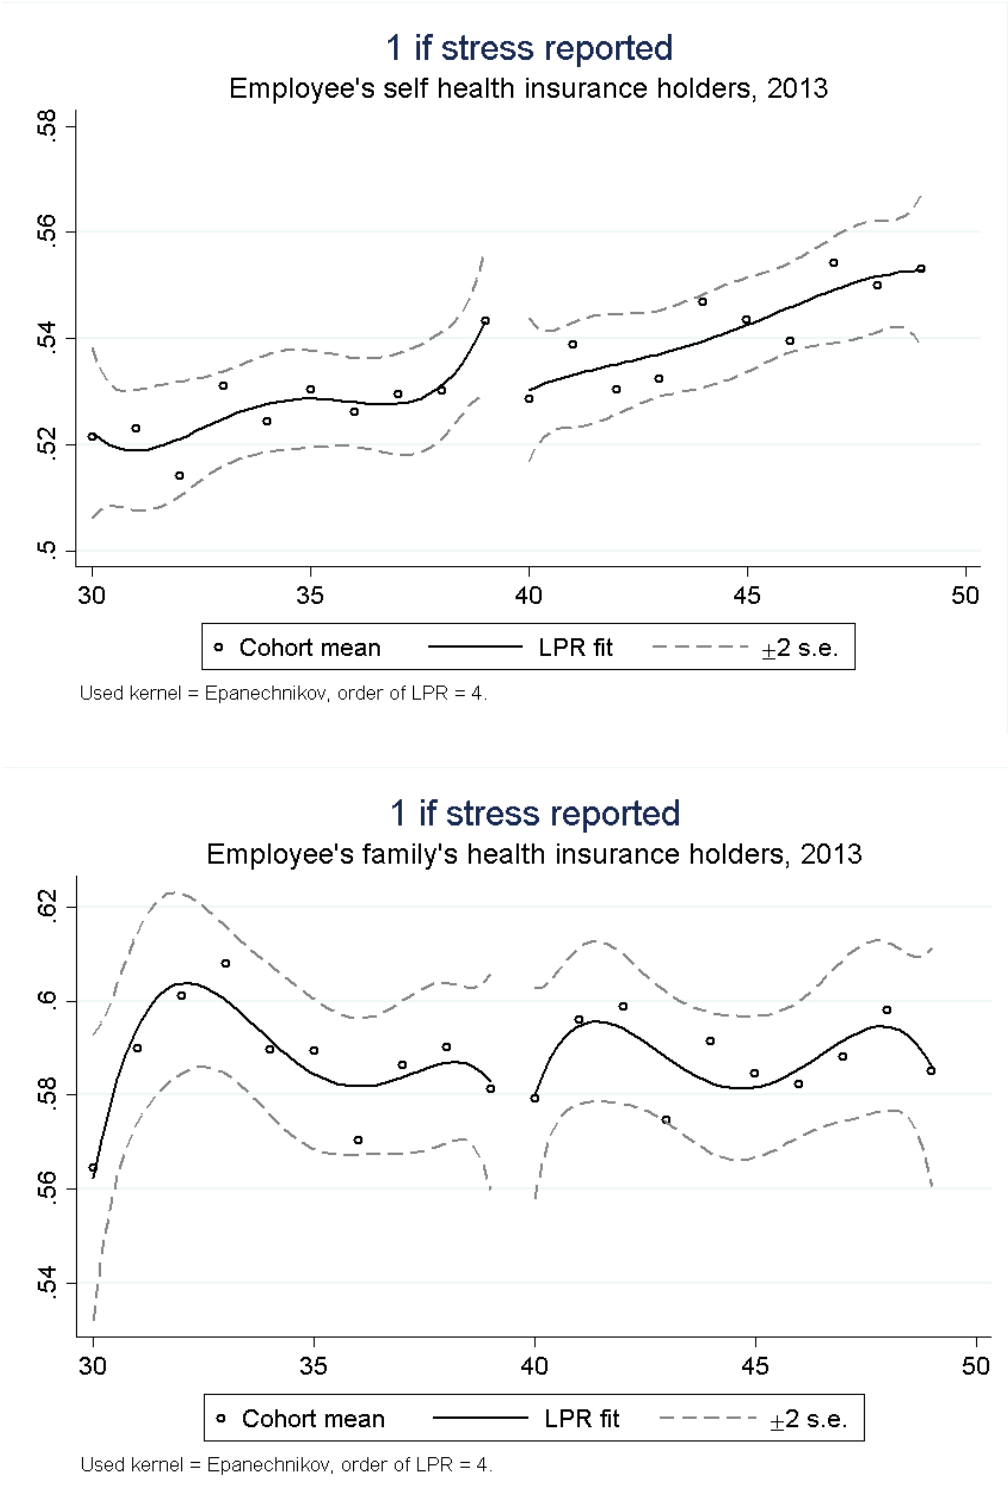 1 if stress reported
Employee's self health insurance holders, 2013
.58
.56
.54
.52
.5
30 35 40 45 50
Cohort mean LPR fit ±2 s.e.
Used kernel = Epanechnikov, order of LPR = 4.
1 if stress reported
Employee's family's health insurance holders, 2013
.62
.6
.58
.56
.54
30 35 40 45 50
Cohort mean LPR fit ±2 s.e.
Used kernel = Epanechnikov, order of LPR = 4.